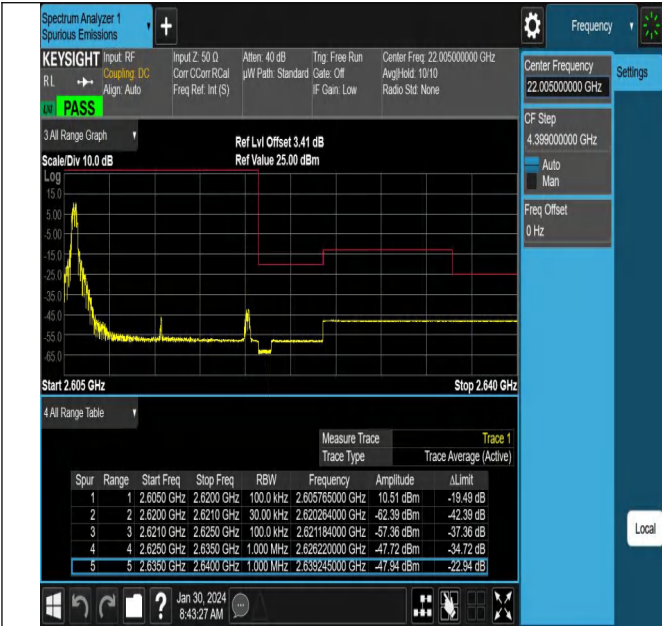 Spectrum Analyzer 1
Spurious Emissions
+
Frequency
KEYSIGHT Input: RF Input Z: 50 Ω Atten: 40 dB Trig: Free Run Center Freq: 22.005000000 GHz
RL Coupling: DC Corr CCorr RCal µW Path: Standard Gate: Off Avg|Hold: 10/10
Align: Auto Freq Ref: Int (S) IF Gain: Low Radio Std: None
LXI PASS
3 All Range Graph
Ref Lvl Offset 3.41 dB
Scale/Div 10.0 dB Ref Value 25.00 dBm
Log
15.0
5.00
-5.00
-15.0
-25.0
-35.0
-45.0
-55.0
-65.0
Start 2.605 GHz Stop 2.640 GHz
4 All Range Table
Measure Trace Trace 1
Trace Type Trace Average (Active)
Spur Range Start Freq Stop Freq RBW Frequency Amplitude ΔLimit
1 1 2.6050 GHz 2.6200 GHz 100.0 kHz 2.605765000 GHz 10.51 dBm -19.49 dB
2 2 2.6200 GHz 2.6210 GHz 30.00 kHz 2.620264000 GHz -62.39 dBm -42.39 dB
3 3 2.6210 GHz 2.6250 GHz 100.0 kHz 2.621184000 GHz -57.36 dBm -37.36 dB
4 4 2.6250 GHz 2.6350 GHz 1.000 MHz 2.626220000 GHz -47.72 dBm -34.72 dB
5 5 2.6350 GHz 2.6400 GHz 1.000 MHz 2.639245000 GHz -47.94 dBm -22.94 dB
Jan 30, 2024
8:43:27 AM
?
Center Frequency
22.005000000 GHz
Settings
CF Step
4.399000000 GHz
Auto
Man
Freq Offset
0 Hz
Local